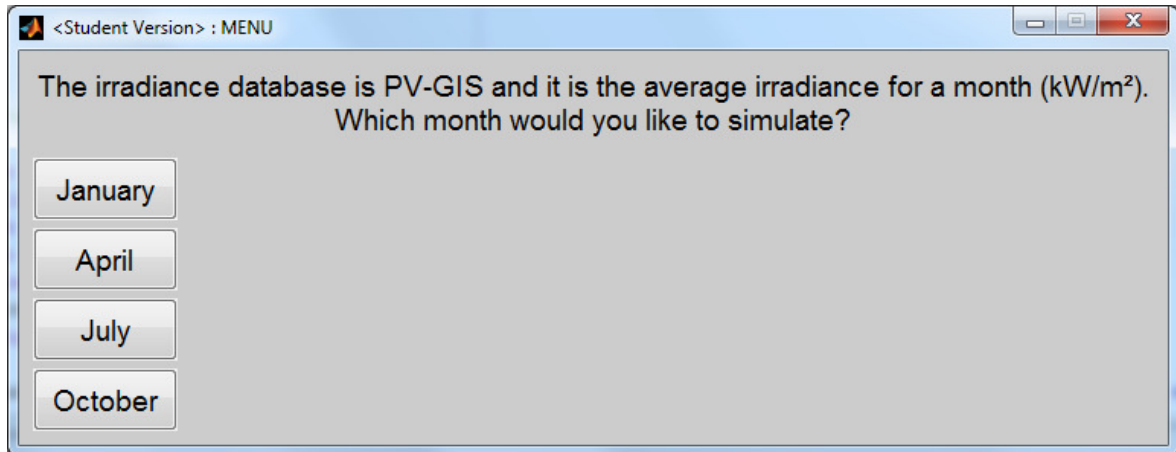 <Student Version> : MENU
The irradiance database is PV-GIS and it is the average irradiance for a month (kW/m²).
Which month would you like to simulate?
January
April
July
October